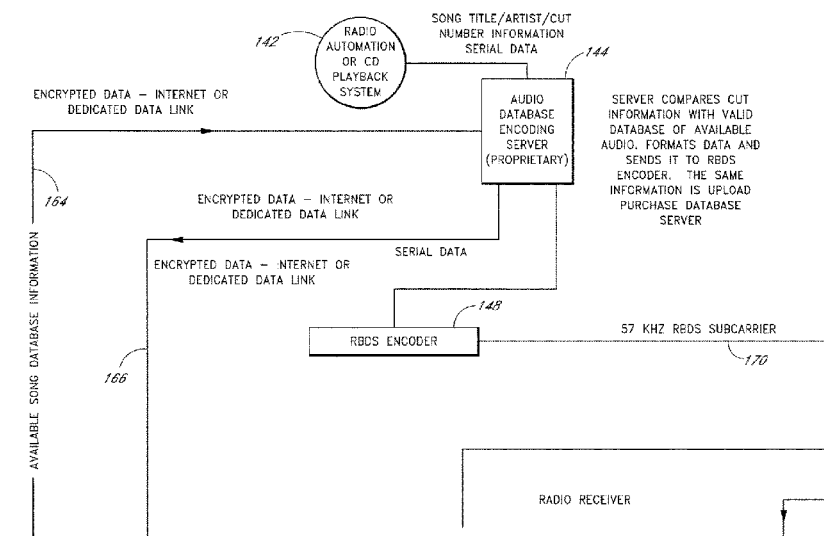 142
RADIO
AUTOMATION
OR CD
PLAYBACK
SYSTEM
SONG TITLE/ARTIST/CUT
NUMBER INFORMATION
SERIAL DATA
144
ENCRYPTED DATA – INTERNET OR
DEDICATED DATA LINK
AUDIO
DATABASE
ENCODING
SERVER
(PROPRIETARY)
SERVER COMPARES CUT
INFORMATION WITH VALID
DATABASE OF AVAILABLE
AUDIO. FORMATS DATA AND
SENDS IT TO RBDS
ENCODER. THE SAME
INFORMATION IS UPLOAD
PURCHASE DATABASE
SERVER
164
ENCRYPTED DATA – INTERNET OR
DEDICATED DATA LINK
SERIAL DATA
ENCRYPTED DATA – INTERNET OR
DEDICATED DATA LINK
AVAILABLE SONG DATABASE INFORMATION
148
RBDS ENCODER
57 KHZ RBDS SUBCARRIER
170
166
RADIO RECEIVER